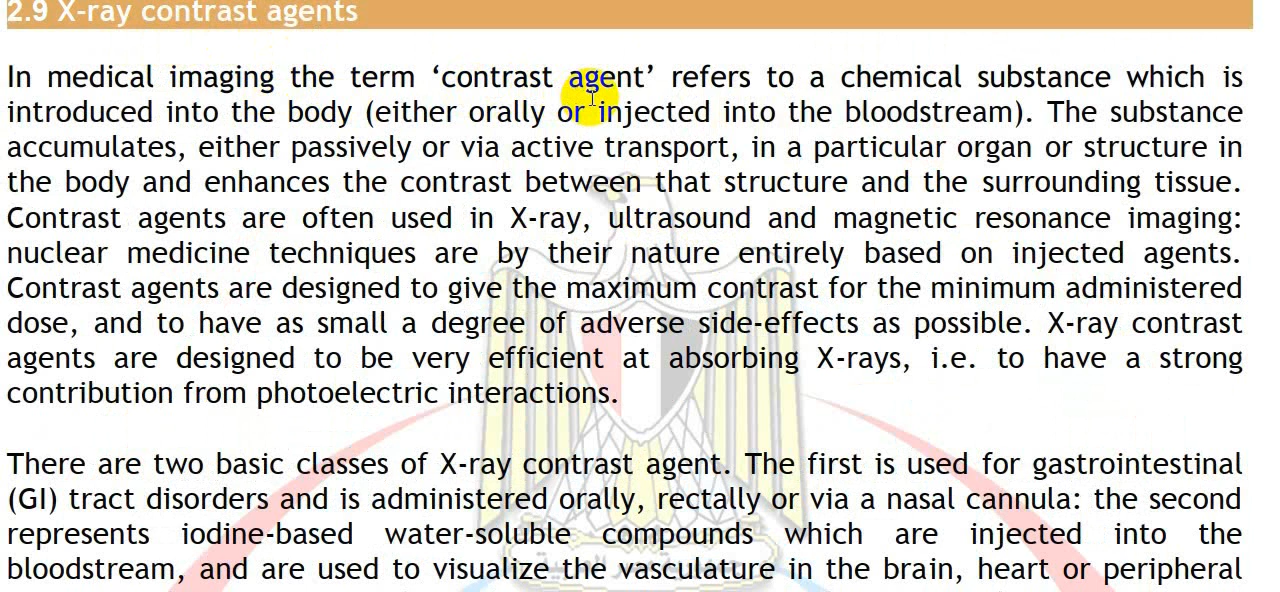 2.9 X-ray contrast agents
In medical imaging the term ‘contrast agent’ refers to a chemical substance which is
introduced into the body (either orally or injected into the bloodstream). The substance
accumulates, either passively or via active transport, in a particular organ or structure in
the body and enhances the contrast between that structure and the surrounding tissue.
Contrast agents are often used in X-ray, ultrasound and magnetic resonance imaging:
nuclear medicine techniques are by their nature entirely based on injected agents.
Contrast agents are designed to give the maximum contrast for the minimum administered
dose, and to have as small a degree of adverse side-effects as possible. X-ray contrast
agents are designed to be very efficient at absorbing X-rays, i.e. to have a strong
contribution from photoelectric interactions.
There are two basic classes of X-ray contrast agent. The first is used for gastrointestinal
(GI) tract disorders and is administered orally, rectally or via a nasal cannula: the second
represents iodine-based water-soluble compounds which are injected into the
bloodstream, and are used to visualize the vasculature in the brain, heart or peripheral